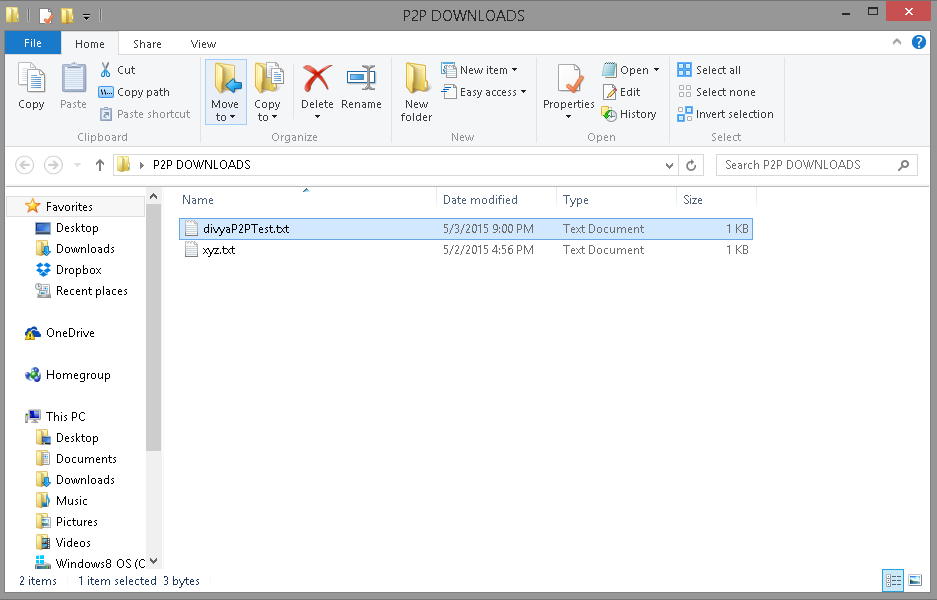 P2P DOWNLOADS
File Home Share View
Copy
Paste
Cut
Copy path
Paste shortcut
Clipboard
Move to
Copy to
Delete
Rename
Organize
New folder
New item
Easy access
New
Properties
Open
Edit
History
Open
Select all
Select none
Invert selection
Select
P2P DOWNLOADS
Search P2P DOWNLOADS
Favorites
Desktop
Downloads
Dropbox
Recent places
OneDrive
Homegroup
This PC
Desktop
Documents
Downloads
Music
Pictures
Videos
Windows8 OS (C
Name Date modified Type Size
divyaP2PTest.txt 5/3/2015 9:00 PM Text Document 1 KB
xyz.txt 5/2/2015 4:56 PM Text Document 1 KB
2 items 1 item selected 3 bytes